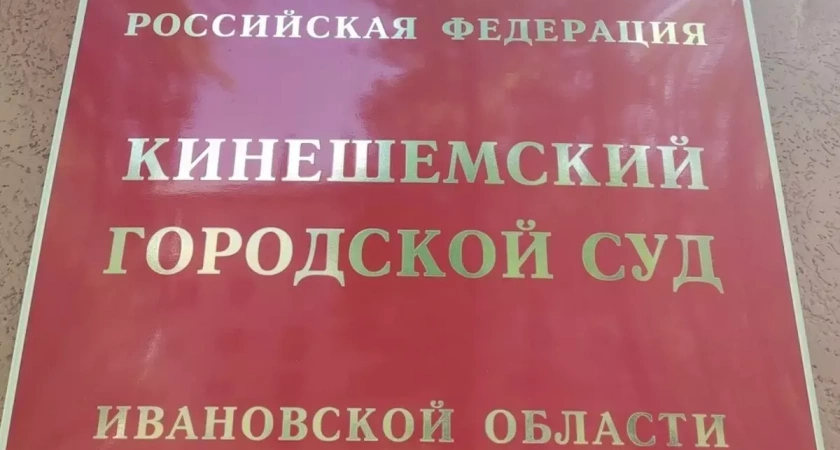 РОССИЙСКАЯ ФЕДЕРАЦИЯ
КИНЕШЕМСКИЙ
ГОРОДСКОЙ СУД
ИВАНОВСКОЙ ОБЛАСТИ